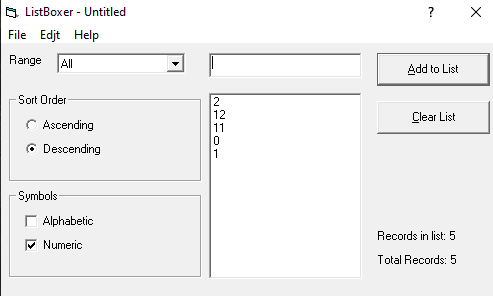 ListBoxer - Untitled
File Edit Help
Range All Add to List
Sort Order
Ascending
Descending
2
12
11
0
1
Clear List
Symbols
Alphabetic
Numeric
Records in list: 5
Total Records: 5